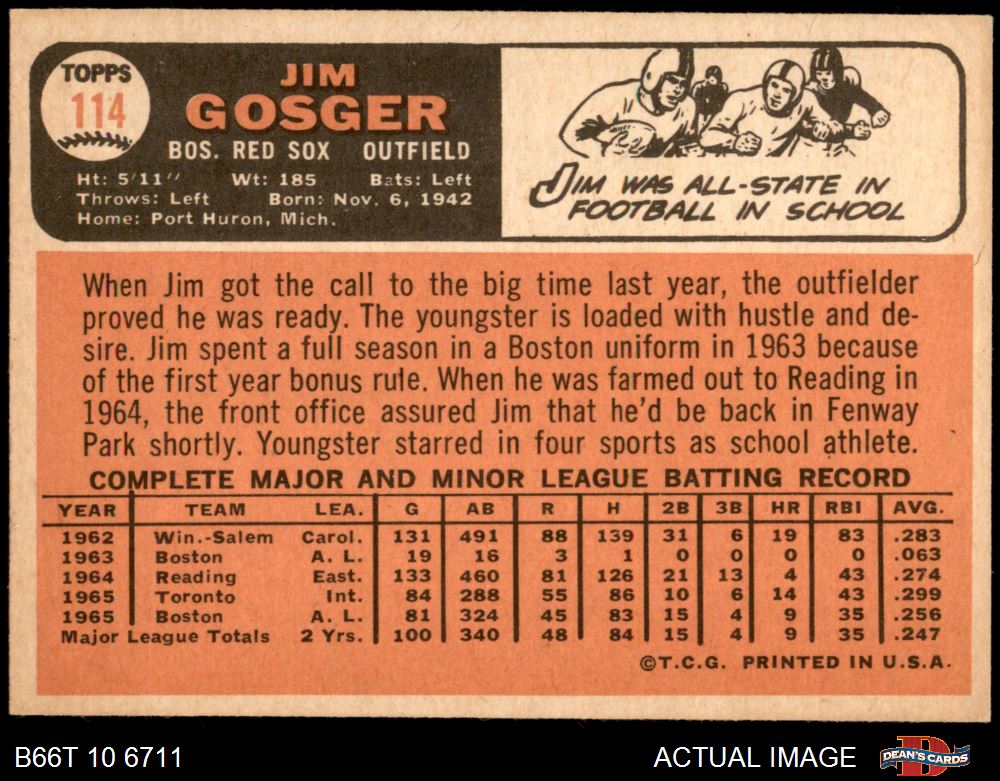 TOPPS
114
JIM
GOSGER
BOS. RED SOX OUTFIELD
Ht: 5'11" Wt: 185 Bats: Left
Throws: Left Born: Nov. 6, 1942
Home: Port Huron, Mich.
JIM WAS ALL-STATE IN
FOOTBALL IN SCHOOL
When Jim got the call to the big time last year, the outfielder
proved he was ready. The youngster is loaded with hustle and de-
sire. Jim spent a full season in a Boston uniform in 1963 because
of the first year bonus rule. When he was farmed out to Reading in
1964, the front office assured Jim that he'd be back in Fenway
Park shortly. Youngster starred in four sports as school athlete.
COMPLETE MAJOR AND MINOR LEAGUE BATTING RECORD
YEAR TEAM LEA. G AB R H 2B 3B HR RBI AVG.
1962 Win.-Salem Carol. 131 491 88 139 31 6 19 83 .283
1963 Boston A. L. 19 16 3 1 0 0 0 0 .063
1964 Reading East. 133 460 81 126 21 13 4 43 .274
1965 Toronto Int. 84 288 55 86 10 6 14 43 .299
1965 Boston A. L. 81 324 45 83 15 4 9 35 .256
Major League Totals 2 Yrs. 100 340 48 84 15 4 9 35 .247
©T.C.G. PRINTED IN U.S.A.
B66T 10 6711 ACTUAL IMAGE
DEAN'S CARDS